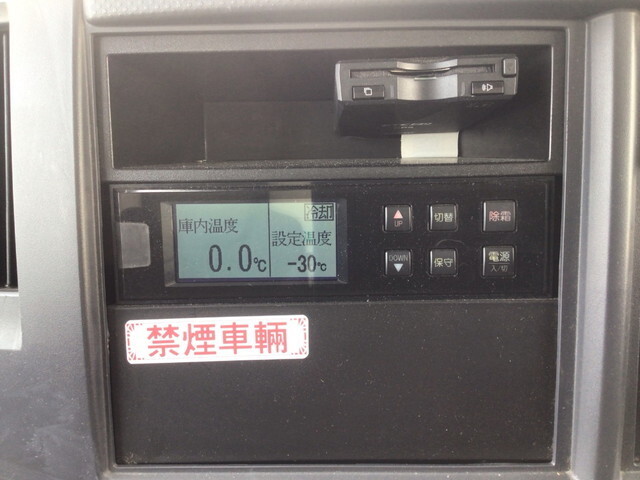 冷却
庫内温度
設定温度
0.0℃
-30℃
UP
切替
除霜
DOWN
保守
電源
入/切
禁煙車輌